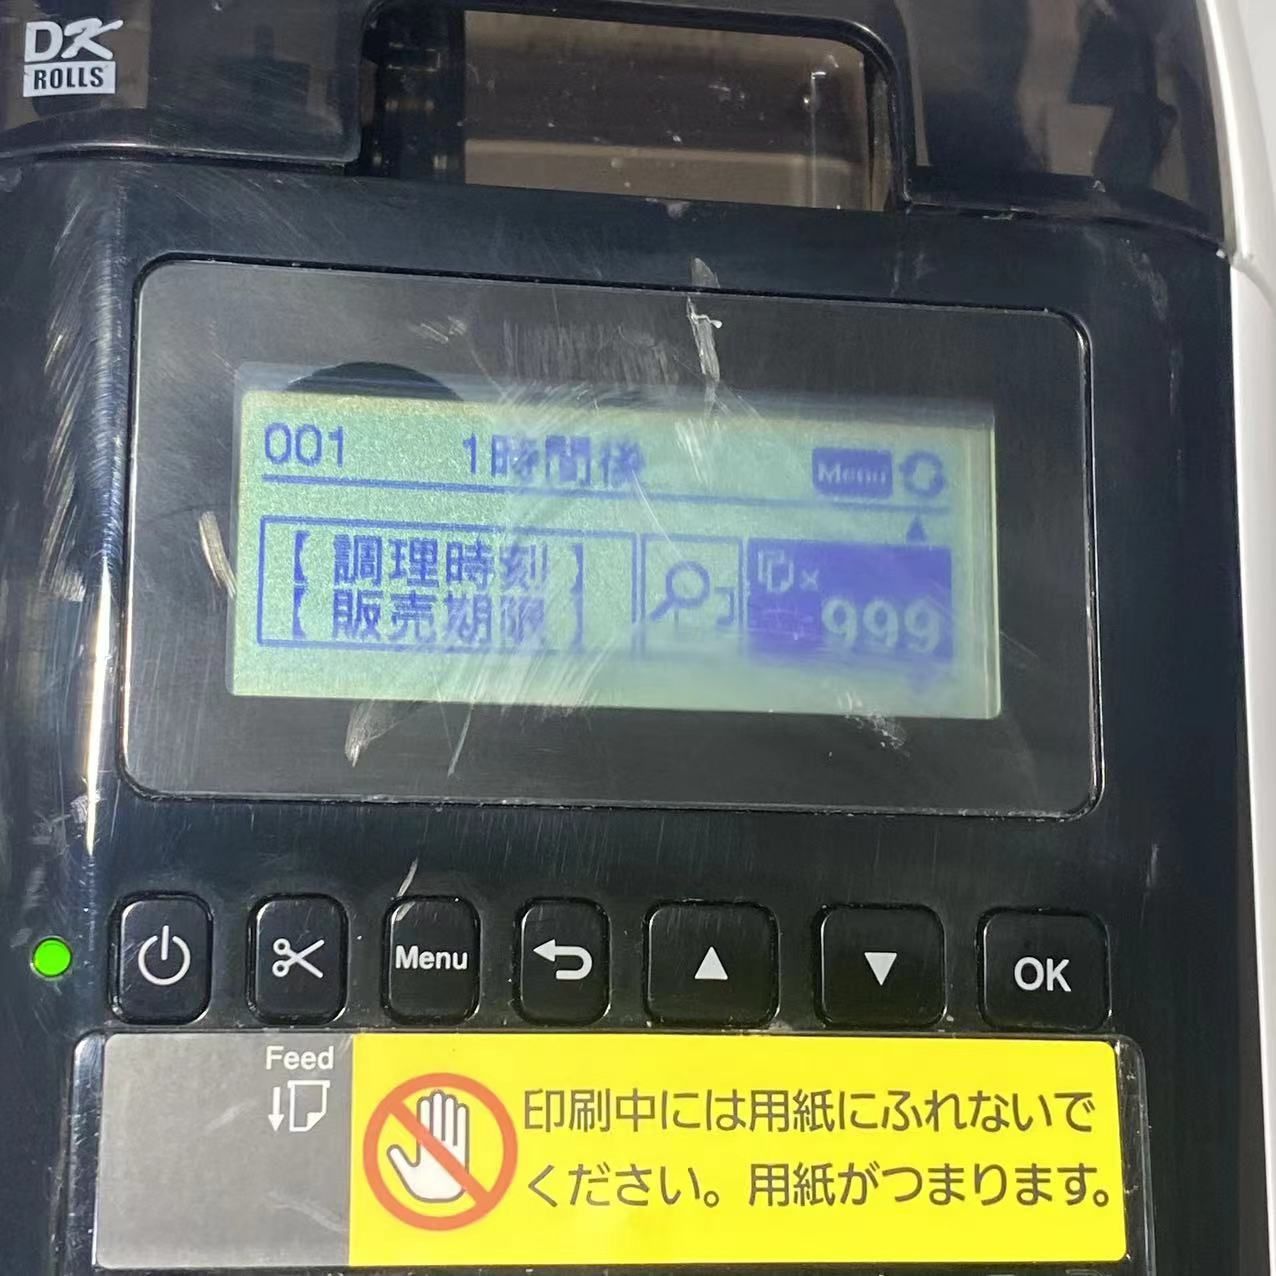 DK
ROLLS
001 1時間後 Menu
【 調理時刻 】
【 販売期限 】
×
999
Menu
OK
Feed
印刷中には用紙にふれないで
ください。用紙がつまります。